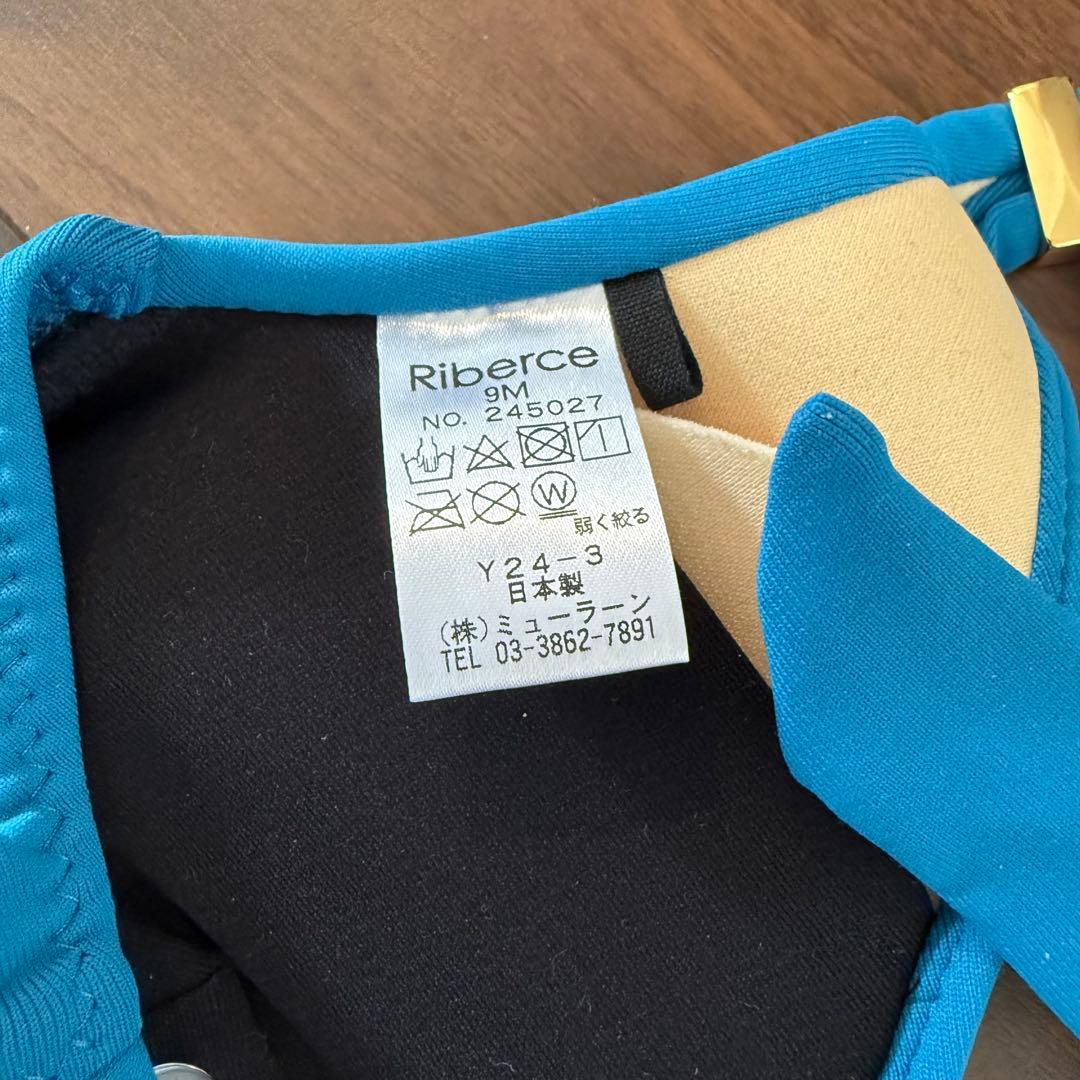 Riberce
9M
NO. 245027
W
弱く絞る
Y24-3
日本製
(株)ミューラーン
TEL 03-3862-7891